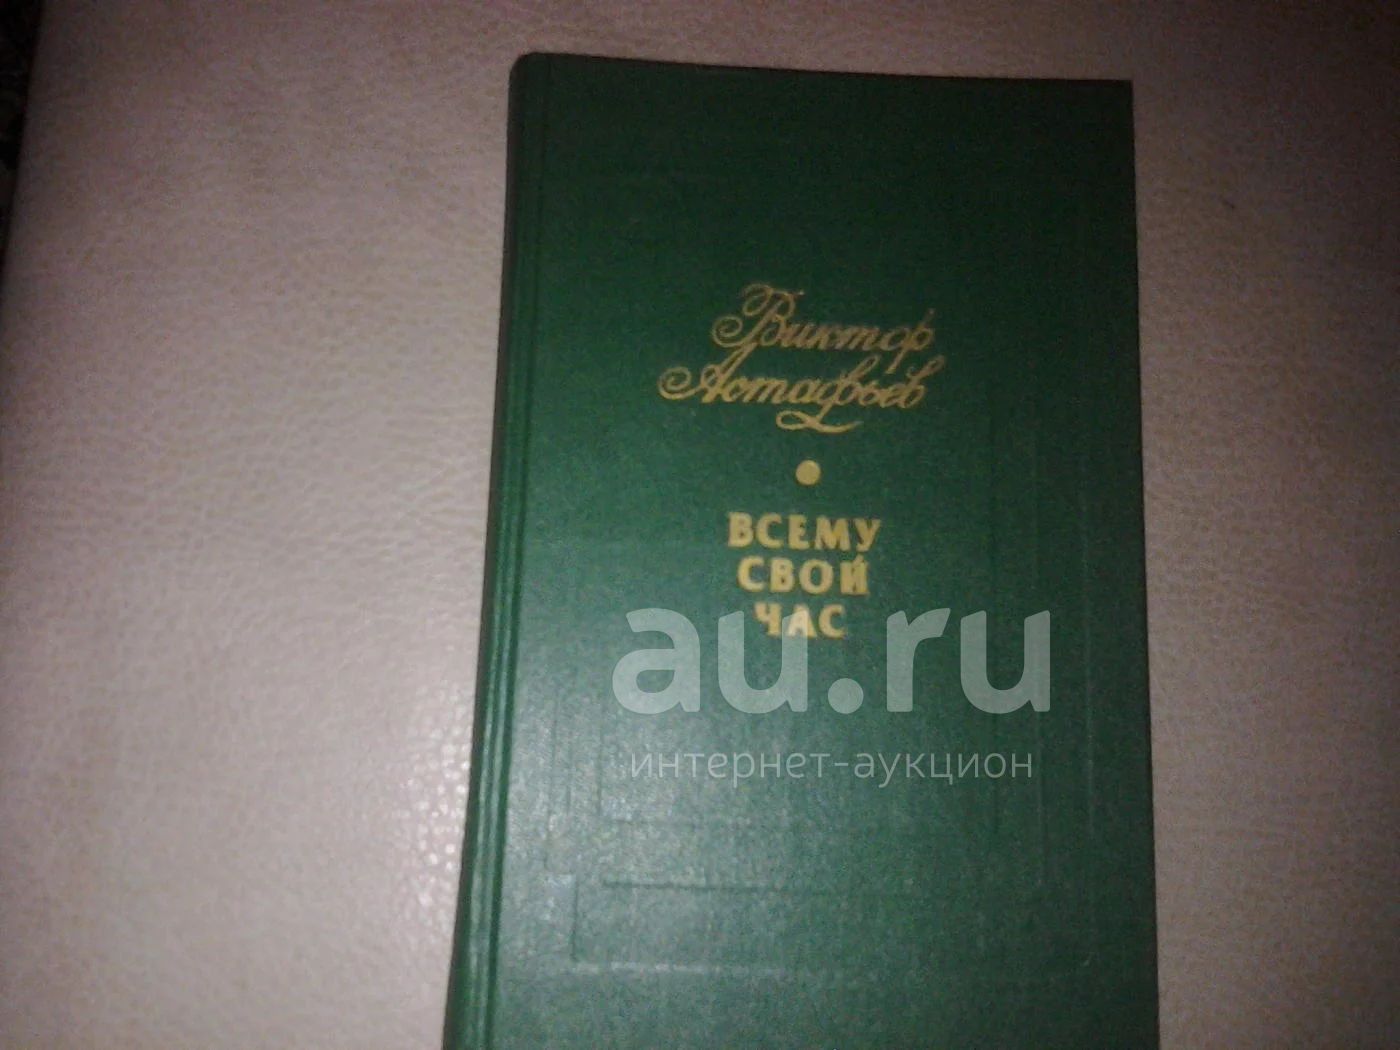 Виктор
Астафьев
ВСЕМУ
СВОЙ
ЧАС
au.ru
интернет-аукцион